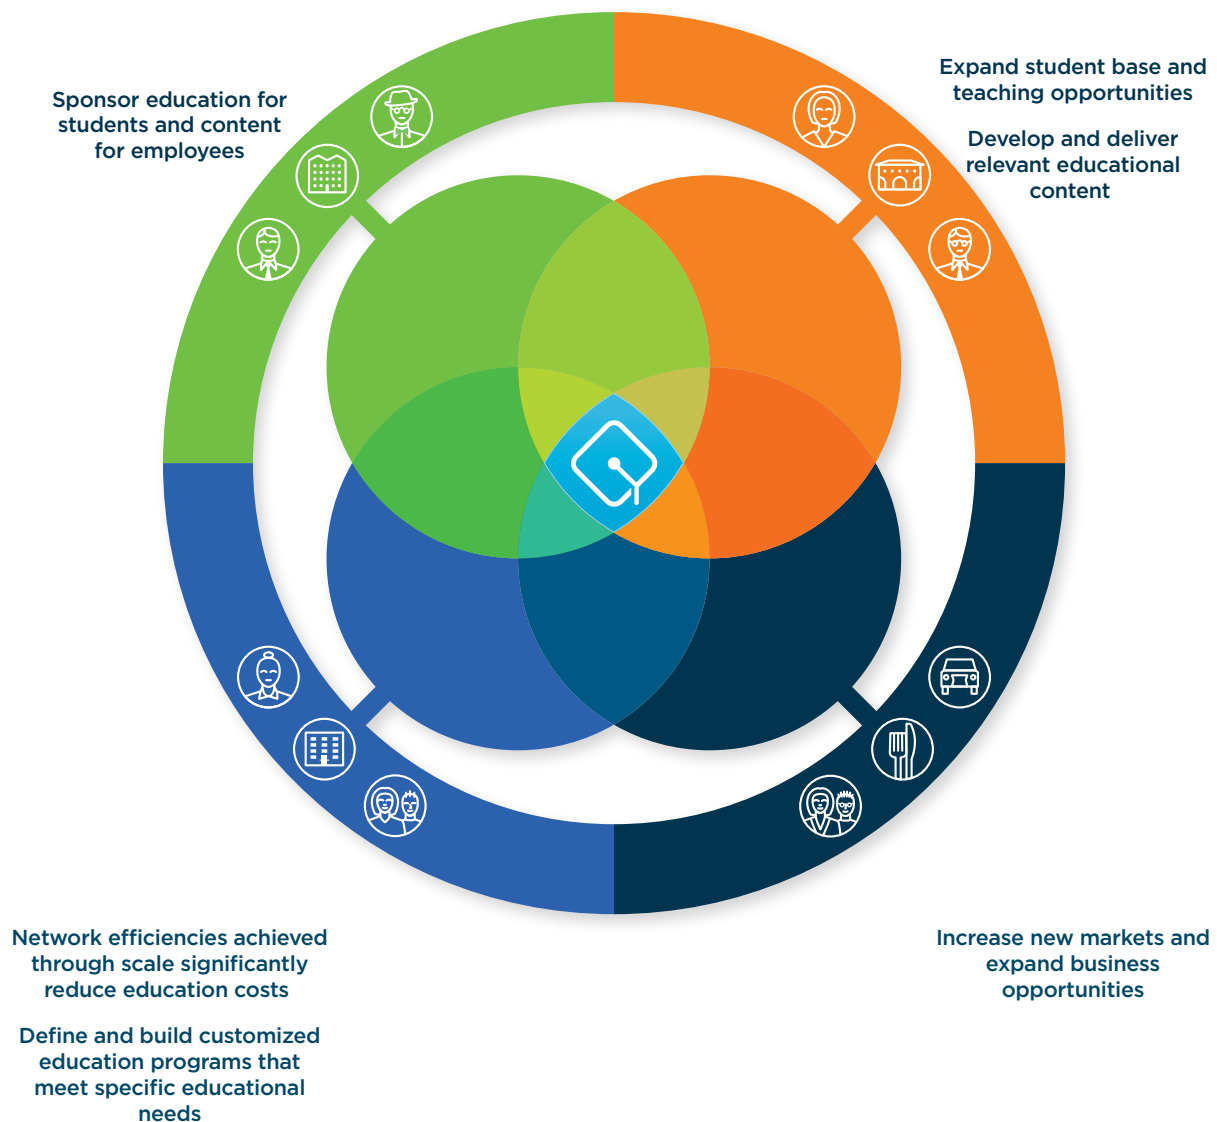 Sponsor education for
students and content
for employees
Expand student base and
teaching opportunities
Develop and deliver
relevant educational
content
Network efficiencies achieved
through scale significantly
reduce education costs
Define and build customized
education programs that
meet specific educational
needs
Increase new markets and
expand business
opportunities